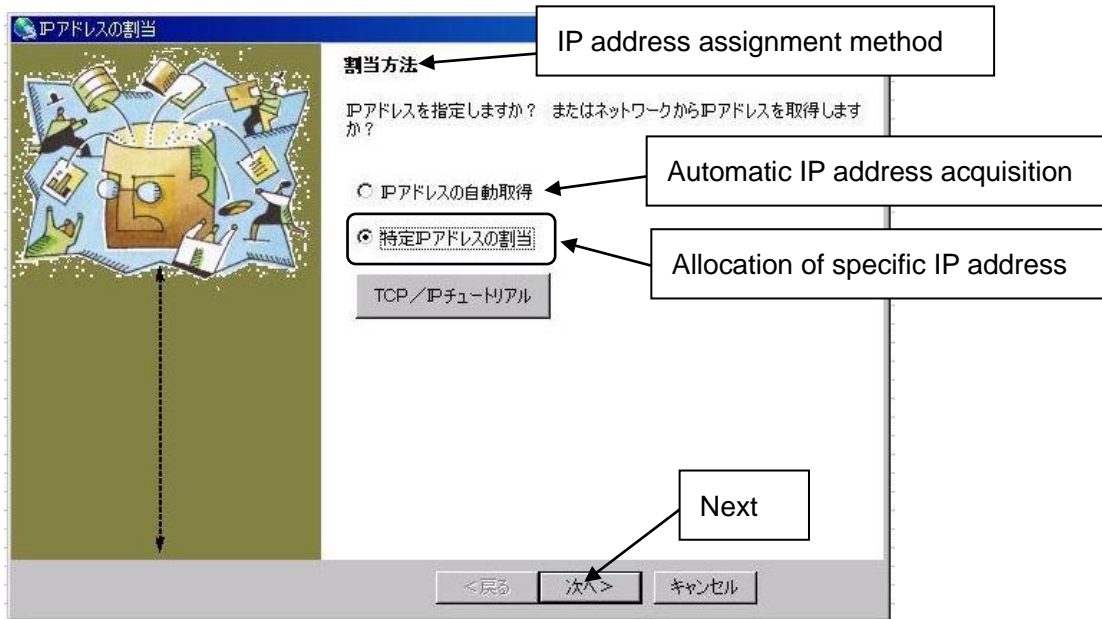 IPアドレスの割当
IP address assignment method
割当方法
IPアドレスを指定しますか？ またはネットワークからIPアドレスを取得します
か？
Automatic IP address acquisition
IPアドレスの自動取得
特定IPアドレスの割当
Allocation of specific IP address
TCP／IPチュートリアル
Next
<戻る 次へ> キャンセル